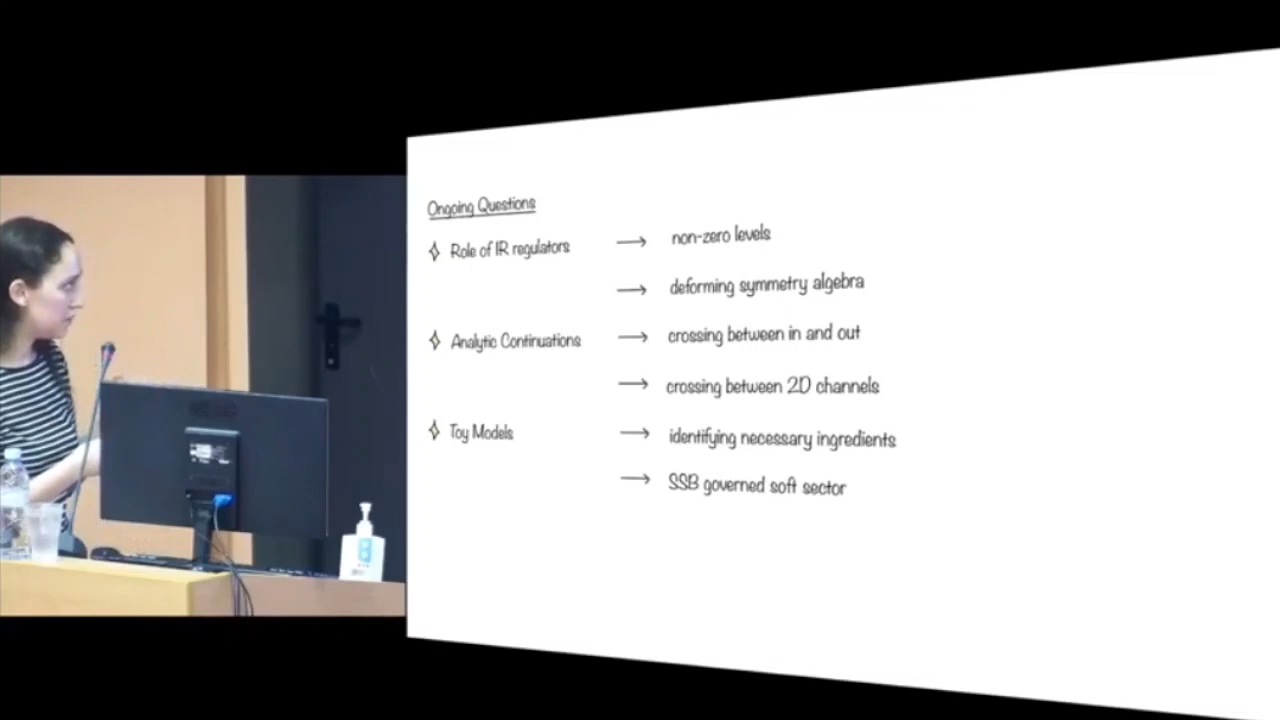 Ongoing Questions
✧ Role of IR regulators → non-zero levels
→ deforming symmetry algebra
✧ Analytic Continuations → crossing between in and out
→ crossing between 2D channels
✧ Toy Models → identifying necessary ingredients
→ SSB governed soft sector